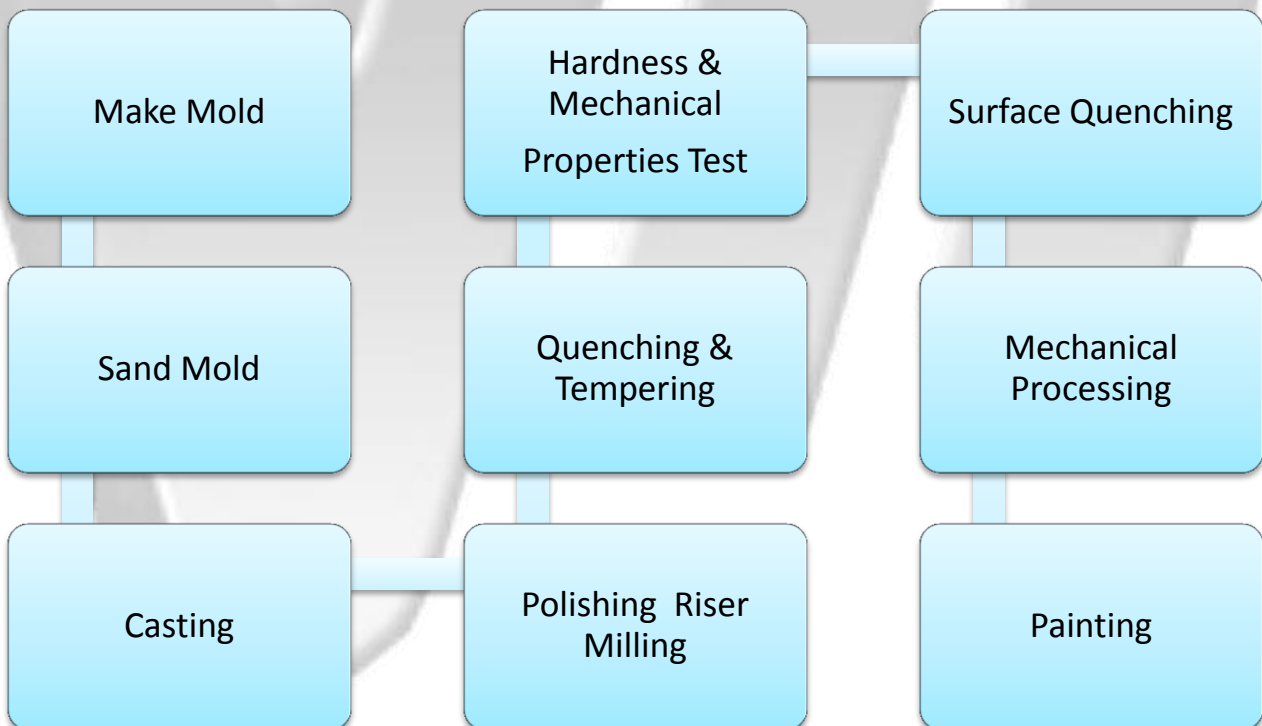 Make Mold
Sand Mold
Casting
Polishing Riser
Milling
Quenching &
Tempering
Hardness &
Mechanical
Properties Test
Surface Quenching
Mechanical
Processing
Painting